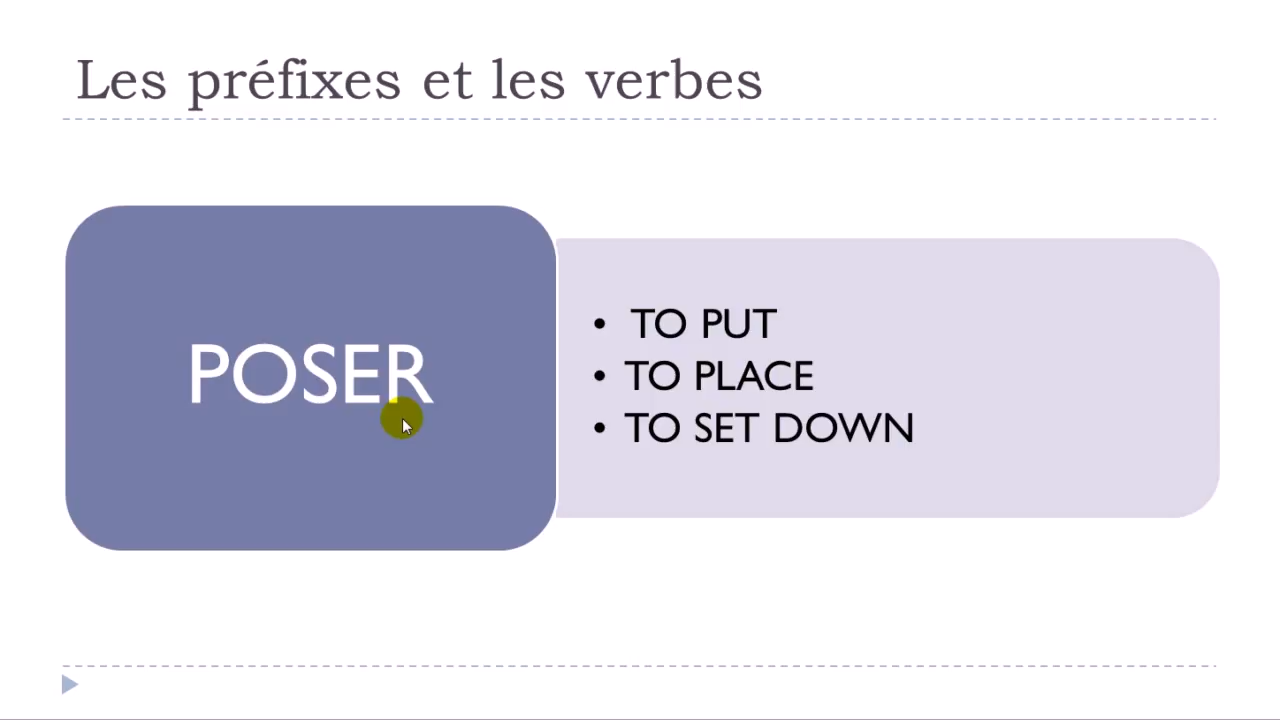 Les préfixes et les verbes
POSER
• TO PUT
• TO PLACE
• TO SET DOWN